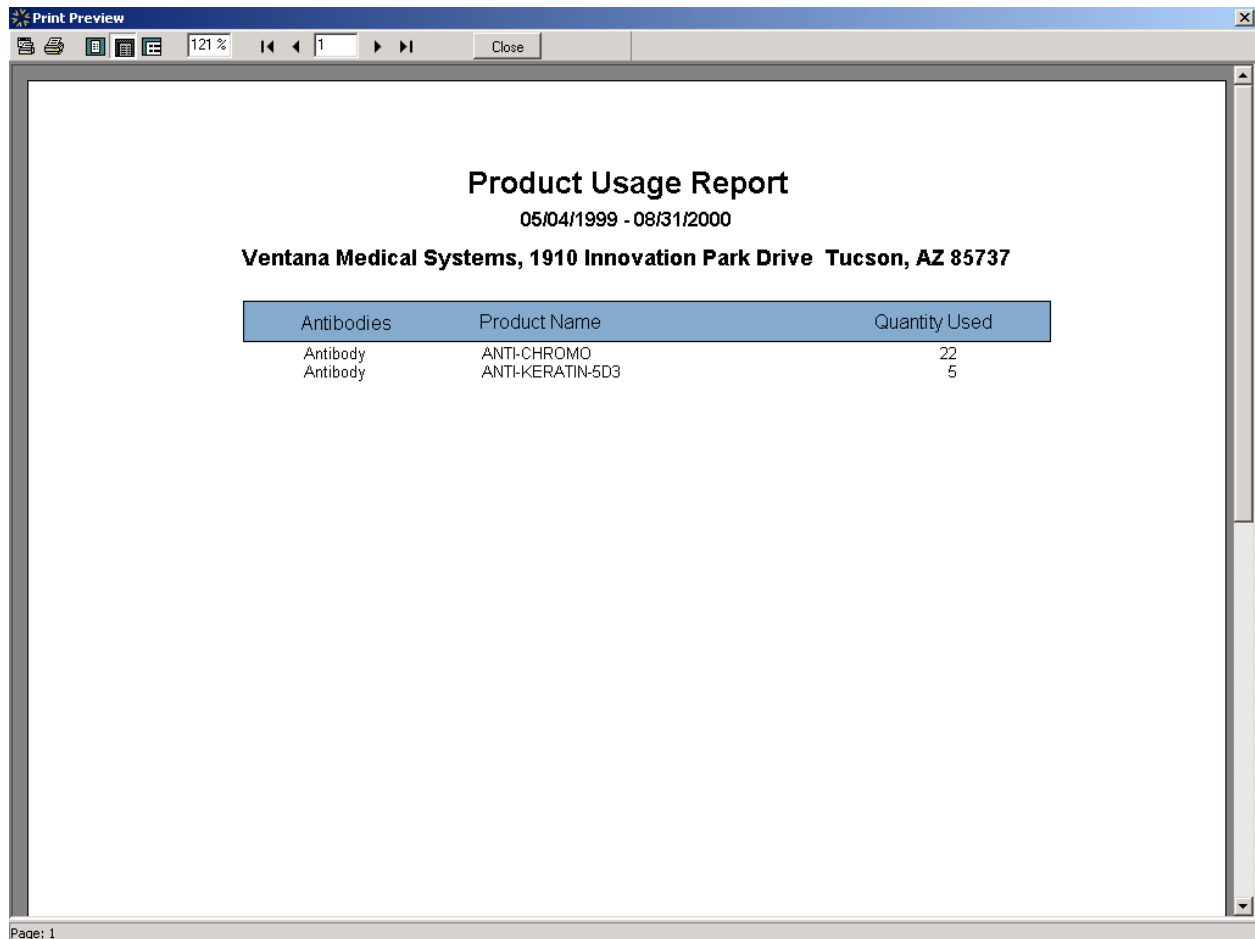 Print Preview
121 % 1 Close
Product Usage Report
05/04/1999 - 08/31/2000
Ventana Medical Systems, 1910 Innovation Park Drive Tucson, AZ 85737
Antibodies Product Name Quantity Used
Antibody ANTI-CHROMO 22
Antibody ANTI-KERATIN-5D3 5
Page: 1